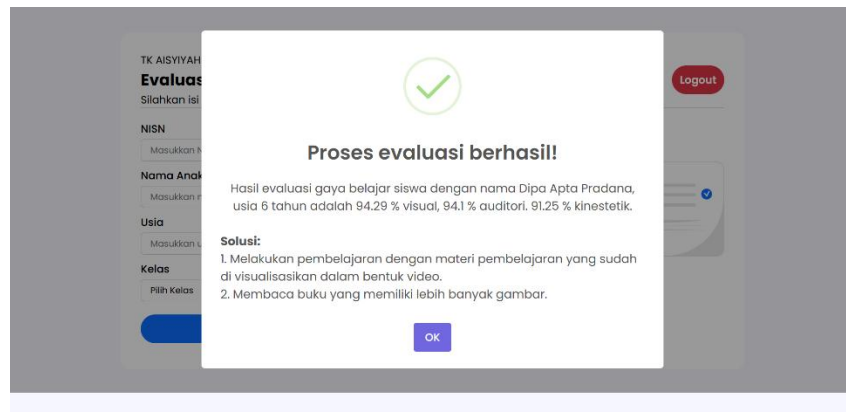 TK AISYIYAH
Evaluas
Silahkan isi
Logout
NISN
Masukkan N
Nama Anak
Masukkan n
Usia
Masukkan u
Kelas
Pilih Kelas
Proses evaluasi berhasil!
Hasil evaluasi gaya belajar siswa dengan nama Dipa Apta Pradana,
usia 6 tahun adalah 94.29 % visual, 94.1 % auditori. 91.25 % kinestetik.
Solusi:
1. Melakukan pembelajaran dengan materi pembelajaran yang sudah
di visualisasikan dalam bentuk video.
2. Membaca buku yang memiliki lebih banyak gambar.
OK